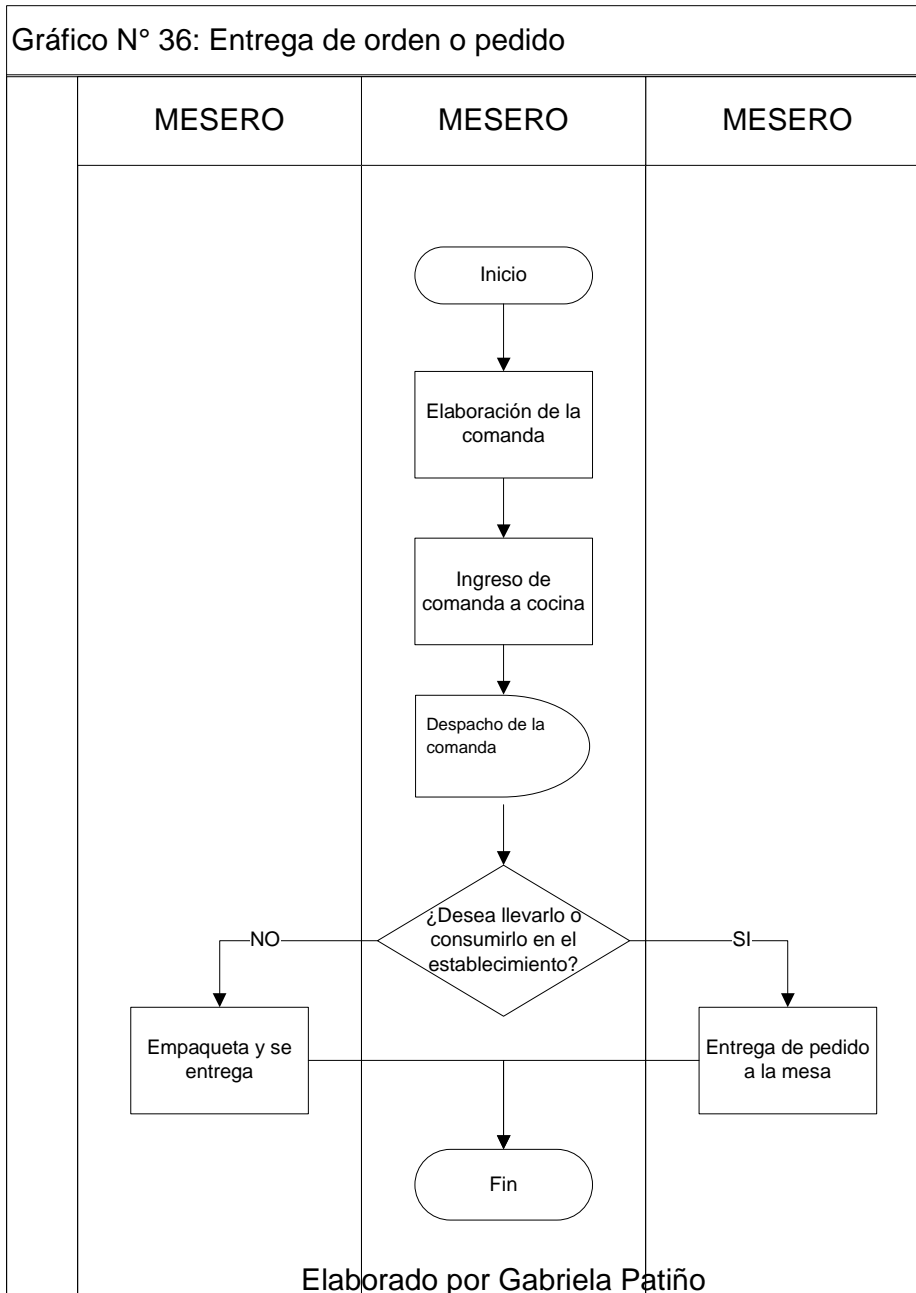 Gráfico N° 36: Entrega de orden o pedido
MESERO
MESERO
MESERO
Inicio
Elaboración de la
comanda
Ingreso de
comanda a cocina
Despacho de la
comanda
¿Desea llevarlo o
consumirlo en el
establecimiento?
NO
SI
Empaqueta y se
entrega
Entrega de pedido
a la mesa
Fin
Elaborado por Gabriela Patiño